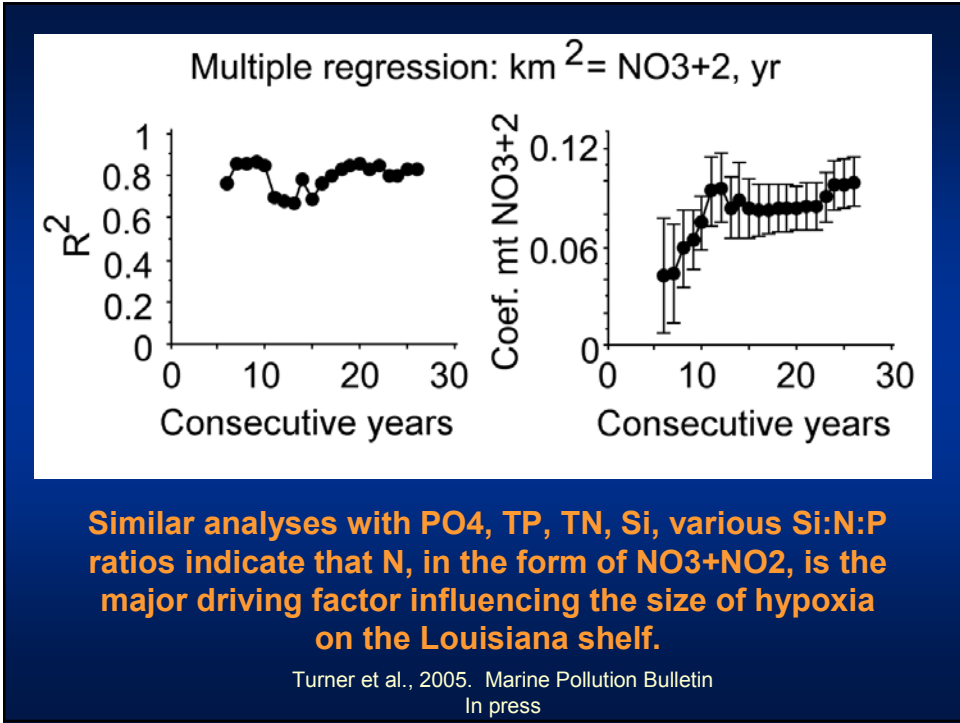 Multiple regression: km 2 = NO3+2, yr
R2
1
0.8
0.6
0.4
0.2
0
0 10 20 30
Consecutive years
Coef. mt NO3+2
0.12
0.06
0
0 10 20 30
Consecutive years
Similar analyses with PO4, TP, TN, Si, various Si:N:P
ratios indicate that N, in the form of NO3+NO2, is the
major driving factor influencing the size of hypoxia
on the Louisiana shelf.
Turner et al., 2005. Marine Pollution Bulletin
In press